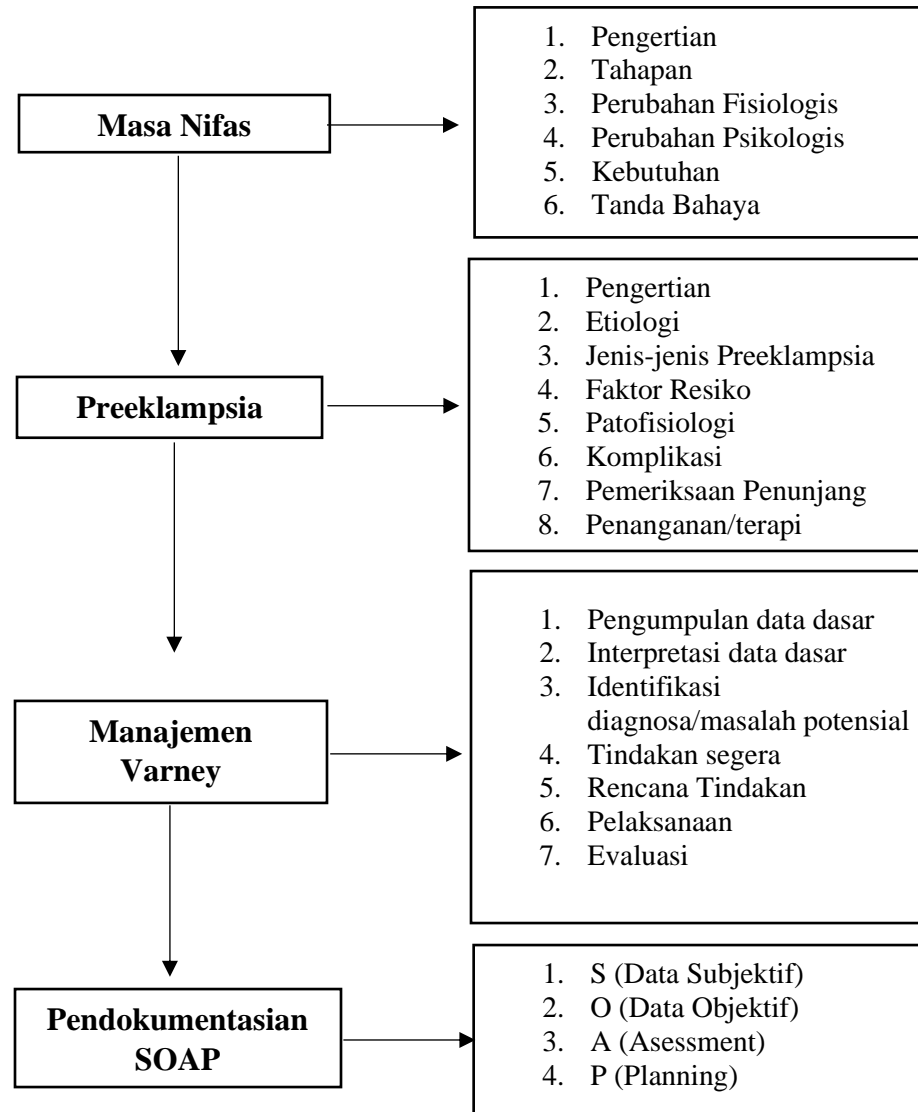 Masa Nifas
1. Pengertian
2. Tahapan
3. Perubahan Fisiologis
4. Perubahan Psikologis
5. Kebutuhan
6. Tanda Bahaya
Preeklampsia
1. Pengertian
2. Etiologi
3. Jenis-jenis Preeklampsia
4. Faktor Resiko
5. Patofisiologi
6. Komplikasi
7. Pemeriksaan Penunjang
8. Penanganan/terapi
Manajemen
Varney
1. Pengumpulan data dasar
2. Interpretasi data dasar
3. Identifikasi
diagnosa/masalah potensial
4. Tindakan segera
5. Rencana Tindakan
6. Pelaksanaan
7. Evaluasi
Pendokumentasian
SOAP
1. S (Data Subjektif)
2. O (Data Objektif)
3. A (Asessment)
4. P (Planning)